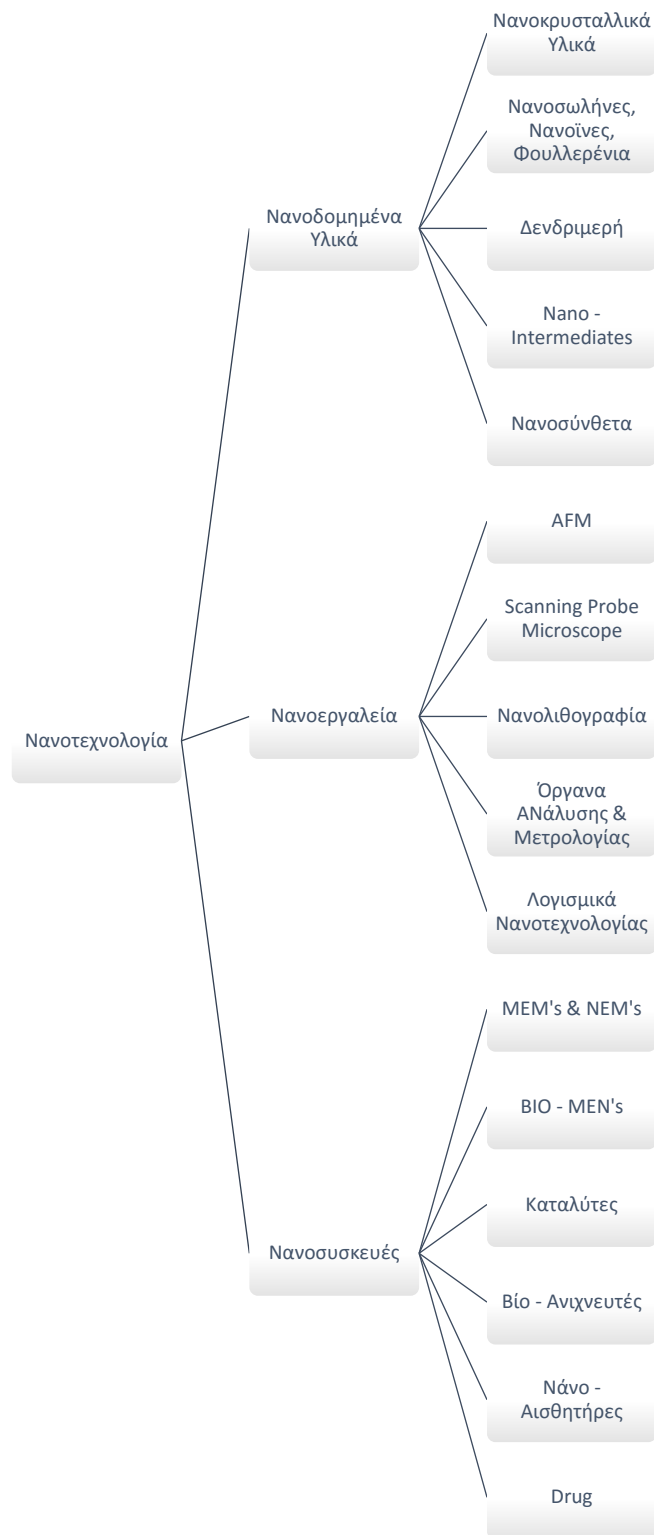 Νανοκρυσταλλικά
Υλικά
Νανοσωλήνες,
Νανοϊνες,
Φουλλερένια
Νανοδομημένα
Υλικά
Δενδριμερή
Nano -
Intermediates
Νανοσύνθετα
AFM
Scanning Probe
Microscope
Νανοτεχνολογία
Νανοεργαλεία
Νανολιθογραφία
Όργανα
ΑΝάλυσης &
Μετρολογίας
Λογισμικά
Νανοτεχνολογίας
MEM's & NEM's
BIO - MEN's
Καταλύτες
Νανοσυσκευές
Βίο - Ανιχνευτές
Νάνο -
Αισθητήρες
Drug